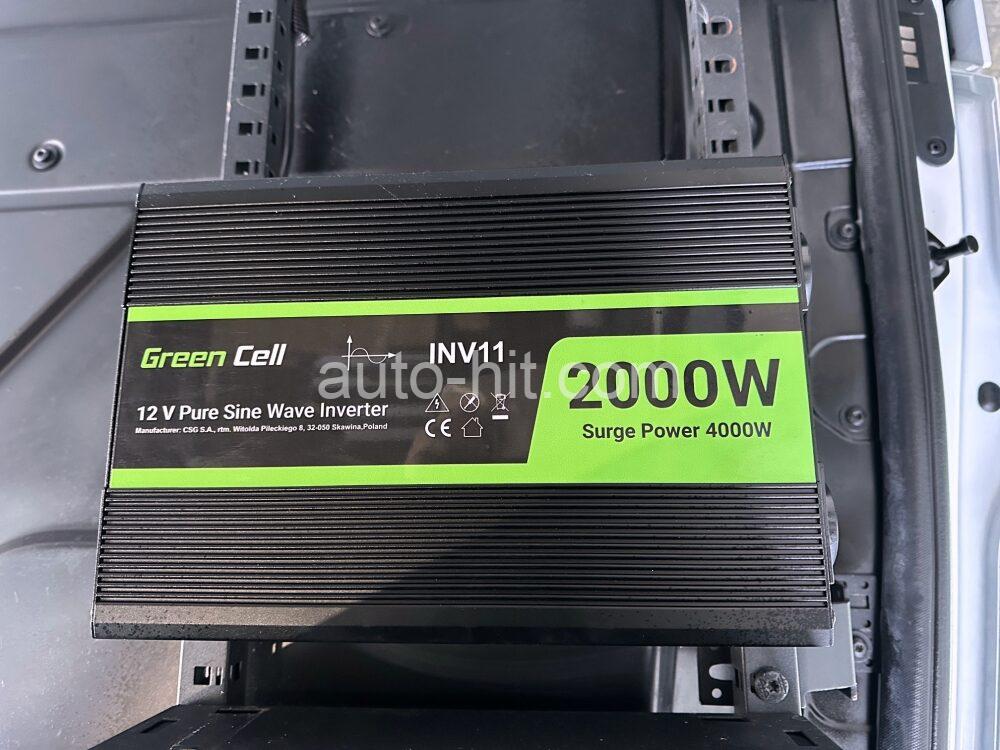 Green Cell
INV11
12 V Pure Sine Wave Inverter
Manufacturer: CSG S.A., rtm. Witolda Pileckiego 8, 32-050 Skawina,Poland
CE
2000W
Surge Power 4000W
auto-hit.com